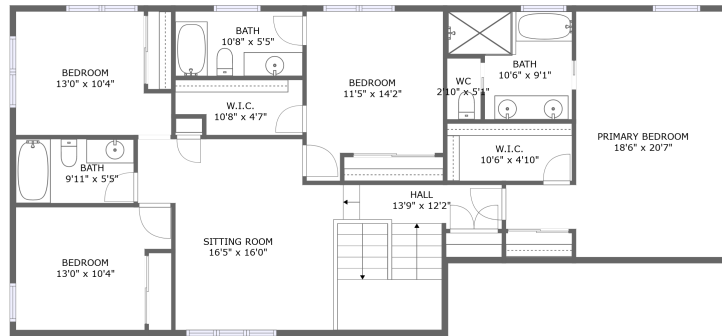 BATH
10'8" x 5'5"
BEDROOM
13'0" x 10'4"
BEDROOM
11'5" x 14'2"
BATH
10'6" x 9'1"
WC
2'10" x 5'1"
W.I.C.
10'8" x 4'7"
PRIMARY BEDROOM
18'6" x 20'7"
W.I.C.
10'6" x 4'10"
BATH
9'11" x 5'5"
HALL
13'9" x 12'2"
SITTING ROOM
16'5" x 16'0"
BEDROOM
13'0" x 10'4"